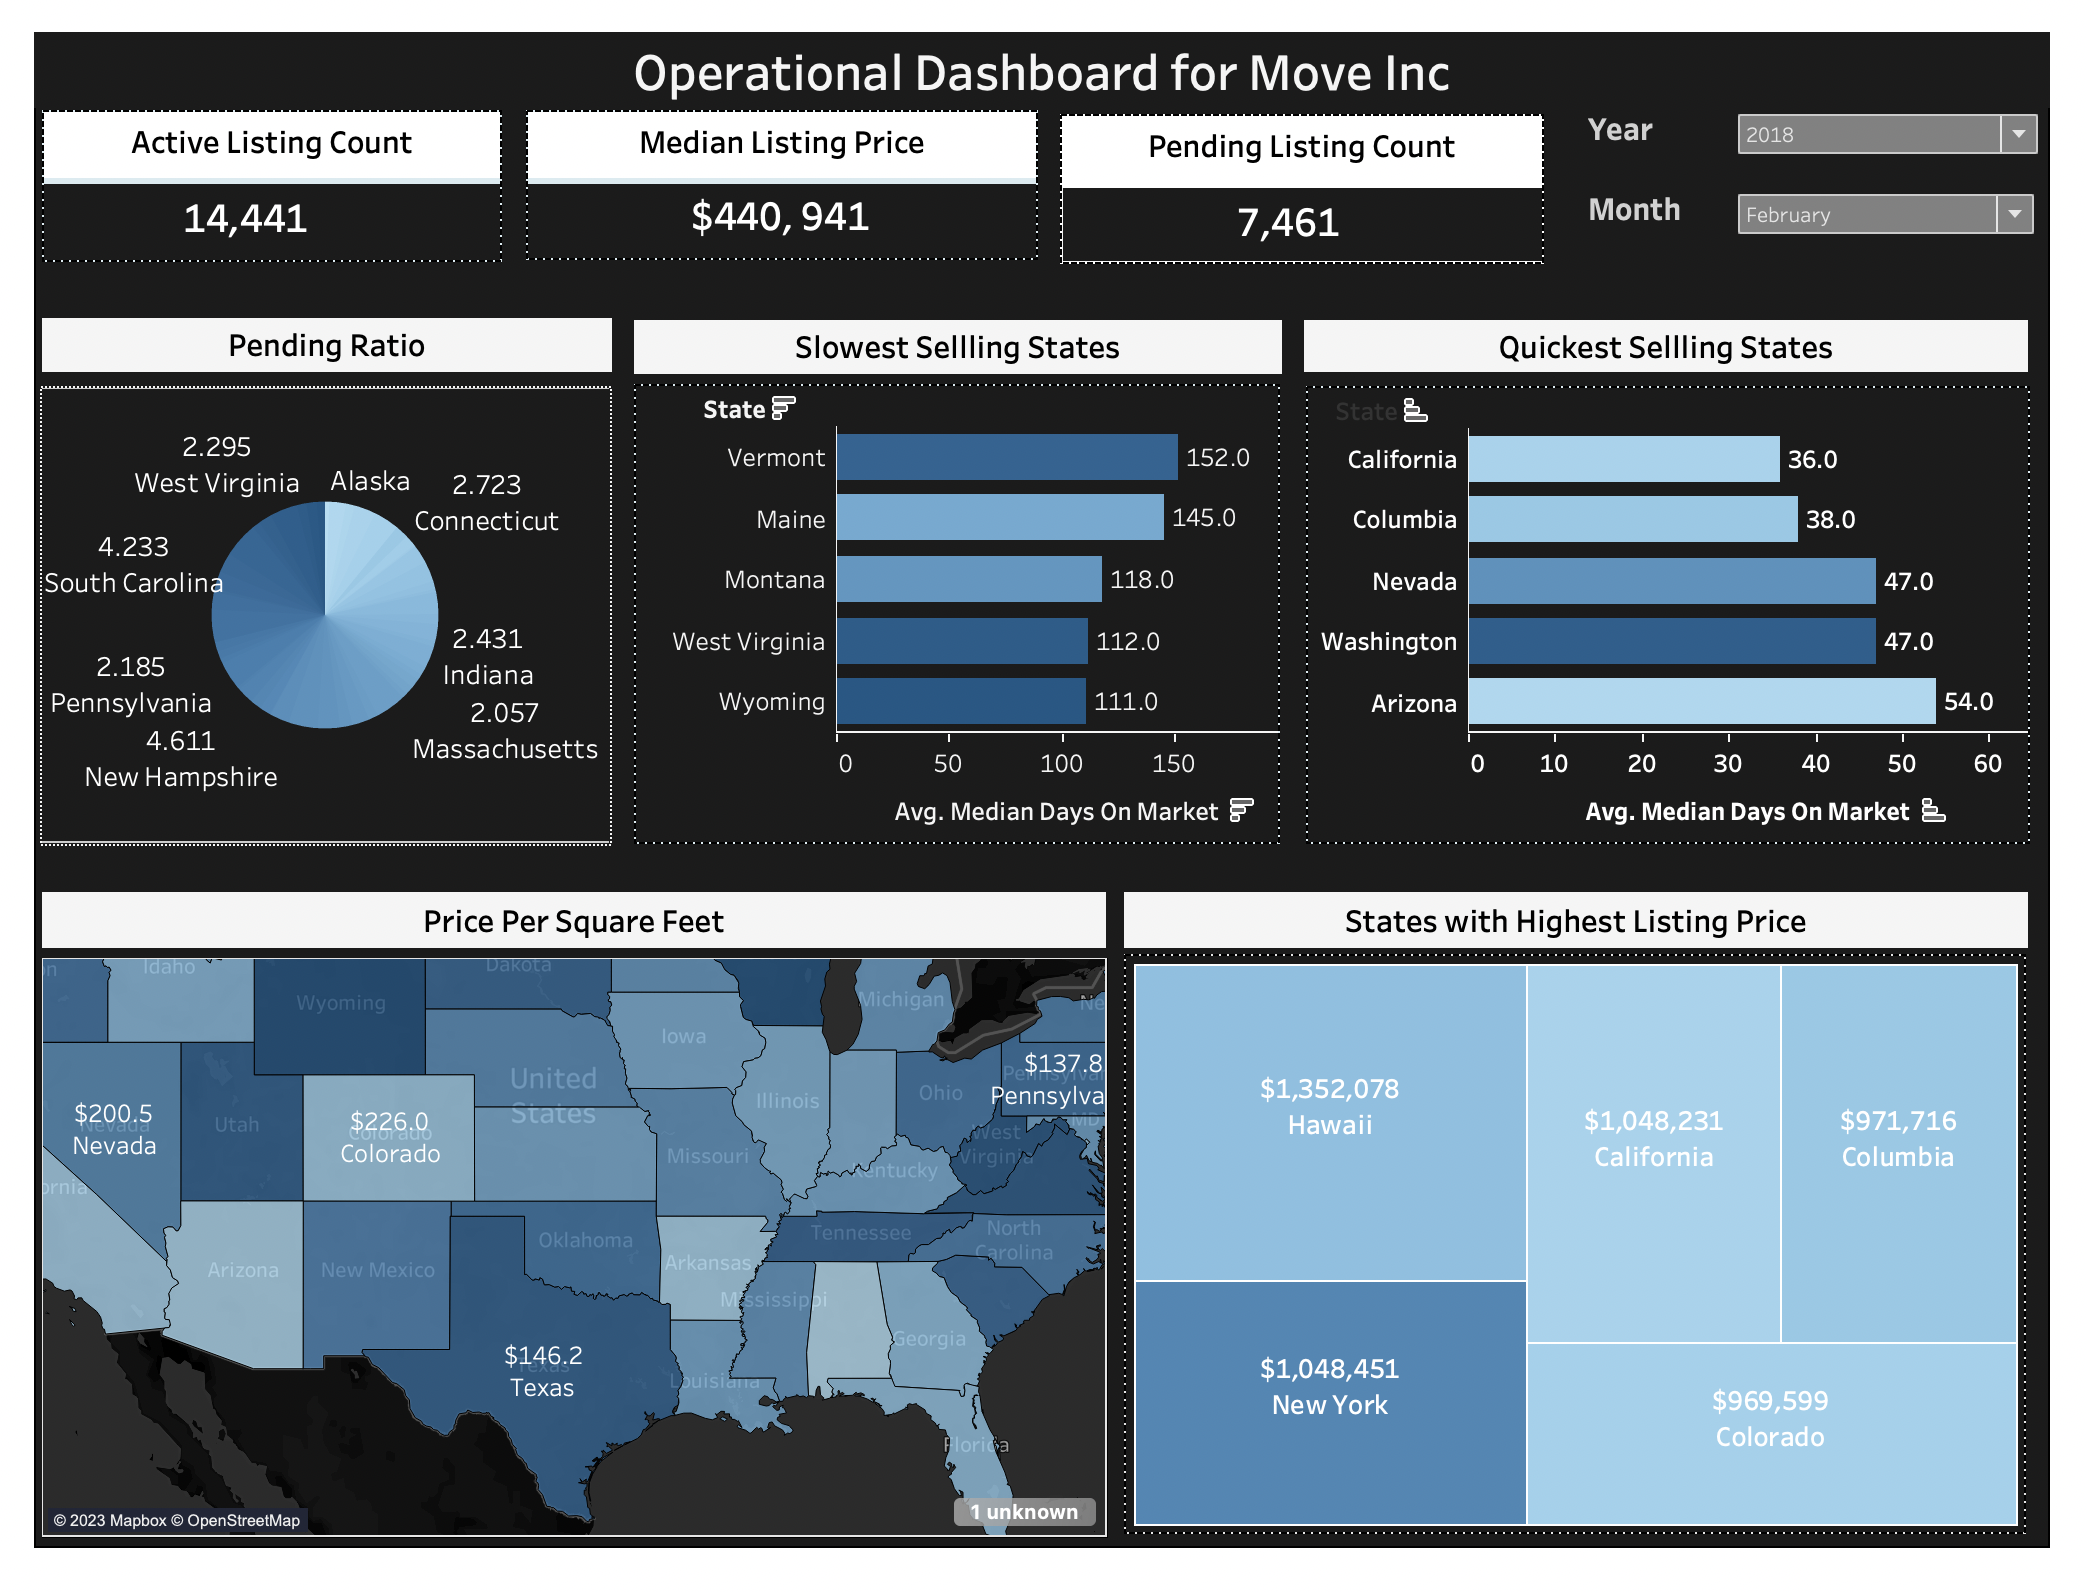 Operational Dashboard for Move Inc
Active Listing Count
14,441
Median Listing Price
$440, 941
Pending Listing Count
7,461
Year
2018
Month
February
Pending Ratio
2.295
West Virginia
Alaska
2.723
Connecticut
4.233
South Carolina
2.431
Indiana
2.185
Pennsylvania
2.057
Massachusetts
4.611
New Hampshire
Slowest Sellling States
State
Vermont
152.0
Maine
145.0
Montana
118.0
West Virginia
112.0
Wyoming
111.0
0 50 100 150
Avg. Median Days On Market
Quickest Sellling States
State
California
36.0
Columbia
38.0
Nevada
47.0
Washington
47.0
Arizona
54.0
0 10 20 30 40 50 60
Avg. Median Days On Market
Price Per Square Feet
Idaho
Dakota
Wyoming
Michigan
Ne
Iowa
United
States
$137.8
Pennsylva
Pennsylva
Ohio
Illinois
$200.5
Nevada
Nevada
Utah
$226.0
Colorado
Colorado
MD
West
Virginia
Missouri
Kentucky
ornia
Tennessee
North
Carolina
Oklahoma
Arizona
New Mexico
Arkansas
Mississippi
Georgia
$146.2
Texas
Texas
Louisiana
Florida
1 unknown
© 2023 Mapbox © OpenStreetMap
States with Highest Listing Price
$1,352,078
Hawaii
$1,048,231
California
$971,716
Columbia
$1,048,451
New York
$969,599
Colorado